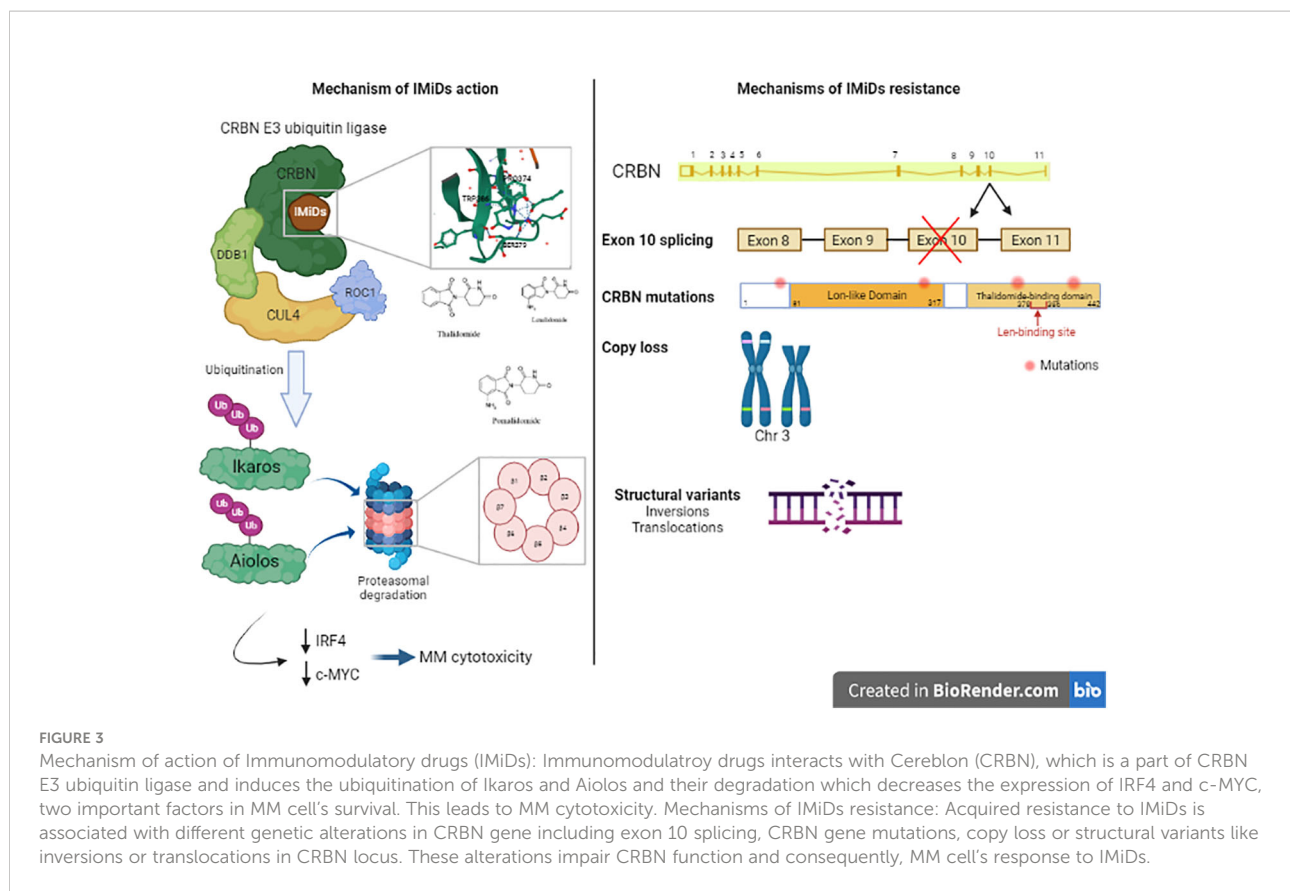 Mechanism of IMiDs action
CRBN E3 ubiquitin ligase
CRBN
IMiDs
DDB1
ROC1
CUL4
PRO374
Thalidomide
Pomalidomide
Ubiquitination
Ub
Ub
Ub
Ikaros
Ub
Ub
Ub
Aiolos
Proteasomal
degradation
β1
β2
β7
IRF4
c-MYC
MM cytotoxicity
Mechanisms of IMiDs resistance
CRBN
1 2 3 4 5 6 7 8 9 10 11
Exon 10 splicing
Exon 8
Exon 9
Exon 10
Exon 11
CRBN mutations
1
81
Lon-like Domain
317
Thalidomide-binding domain
442
Len-binding site
Mutations
Copy loss
Chr 3
Structural variants
Inversions
Translocations
Created in BioRender.com bio
FIGURE 3
Mechanism of action of Immunomodulatory drugs (IMiDs): Immunomodulatroy drugs interacts with Cereblon (CRBN), which is a part of CRBN
E3 ubiquitin ligase and induces the ubiquitination of Ikaros and Aiolos and their degradation which decreases the expression of IRF4 and c-MYC,
two important factors in MM cell's survival. This leads to MM cytotoxicity. Mechanisms of IMiDs resistance: Acquired resistance to IMiDs is
associated with different genetic alterations in CRBN gene including exon 10 splicing, CRBN gene mutations, copy loss or structural variants like
inversions or translocations in CRBN locus. These alterations impair CRBN function and consequently, MM cell's response to IMiDs.